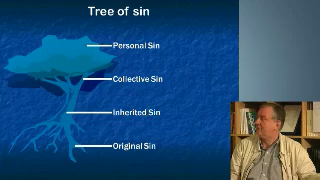 Tree of sin
Personal Sin
Collective Sin
Inherited Sin
Original Sin